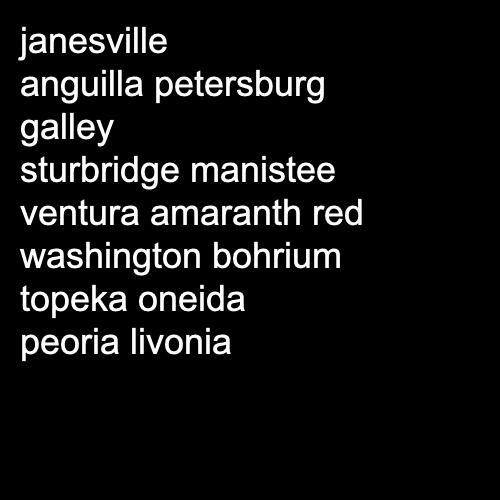 janesville
anguilla petersburg
galley
sturbridge manistee
ventura amaranth red
washington bohrium
topeka oneida
peoria livonia